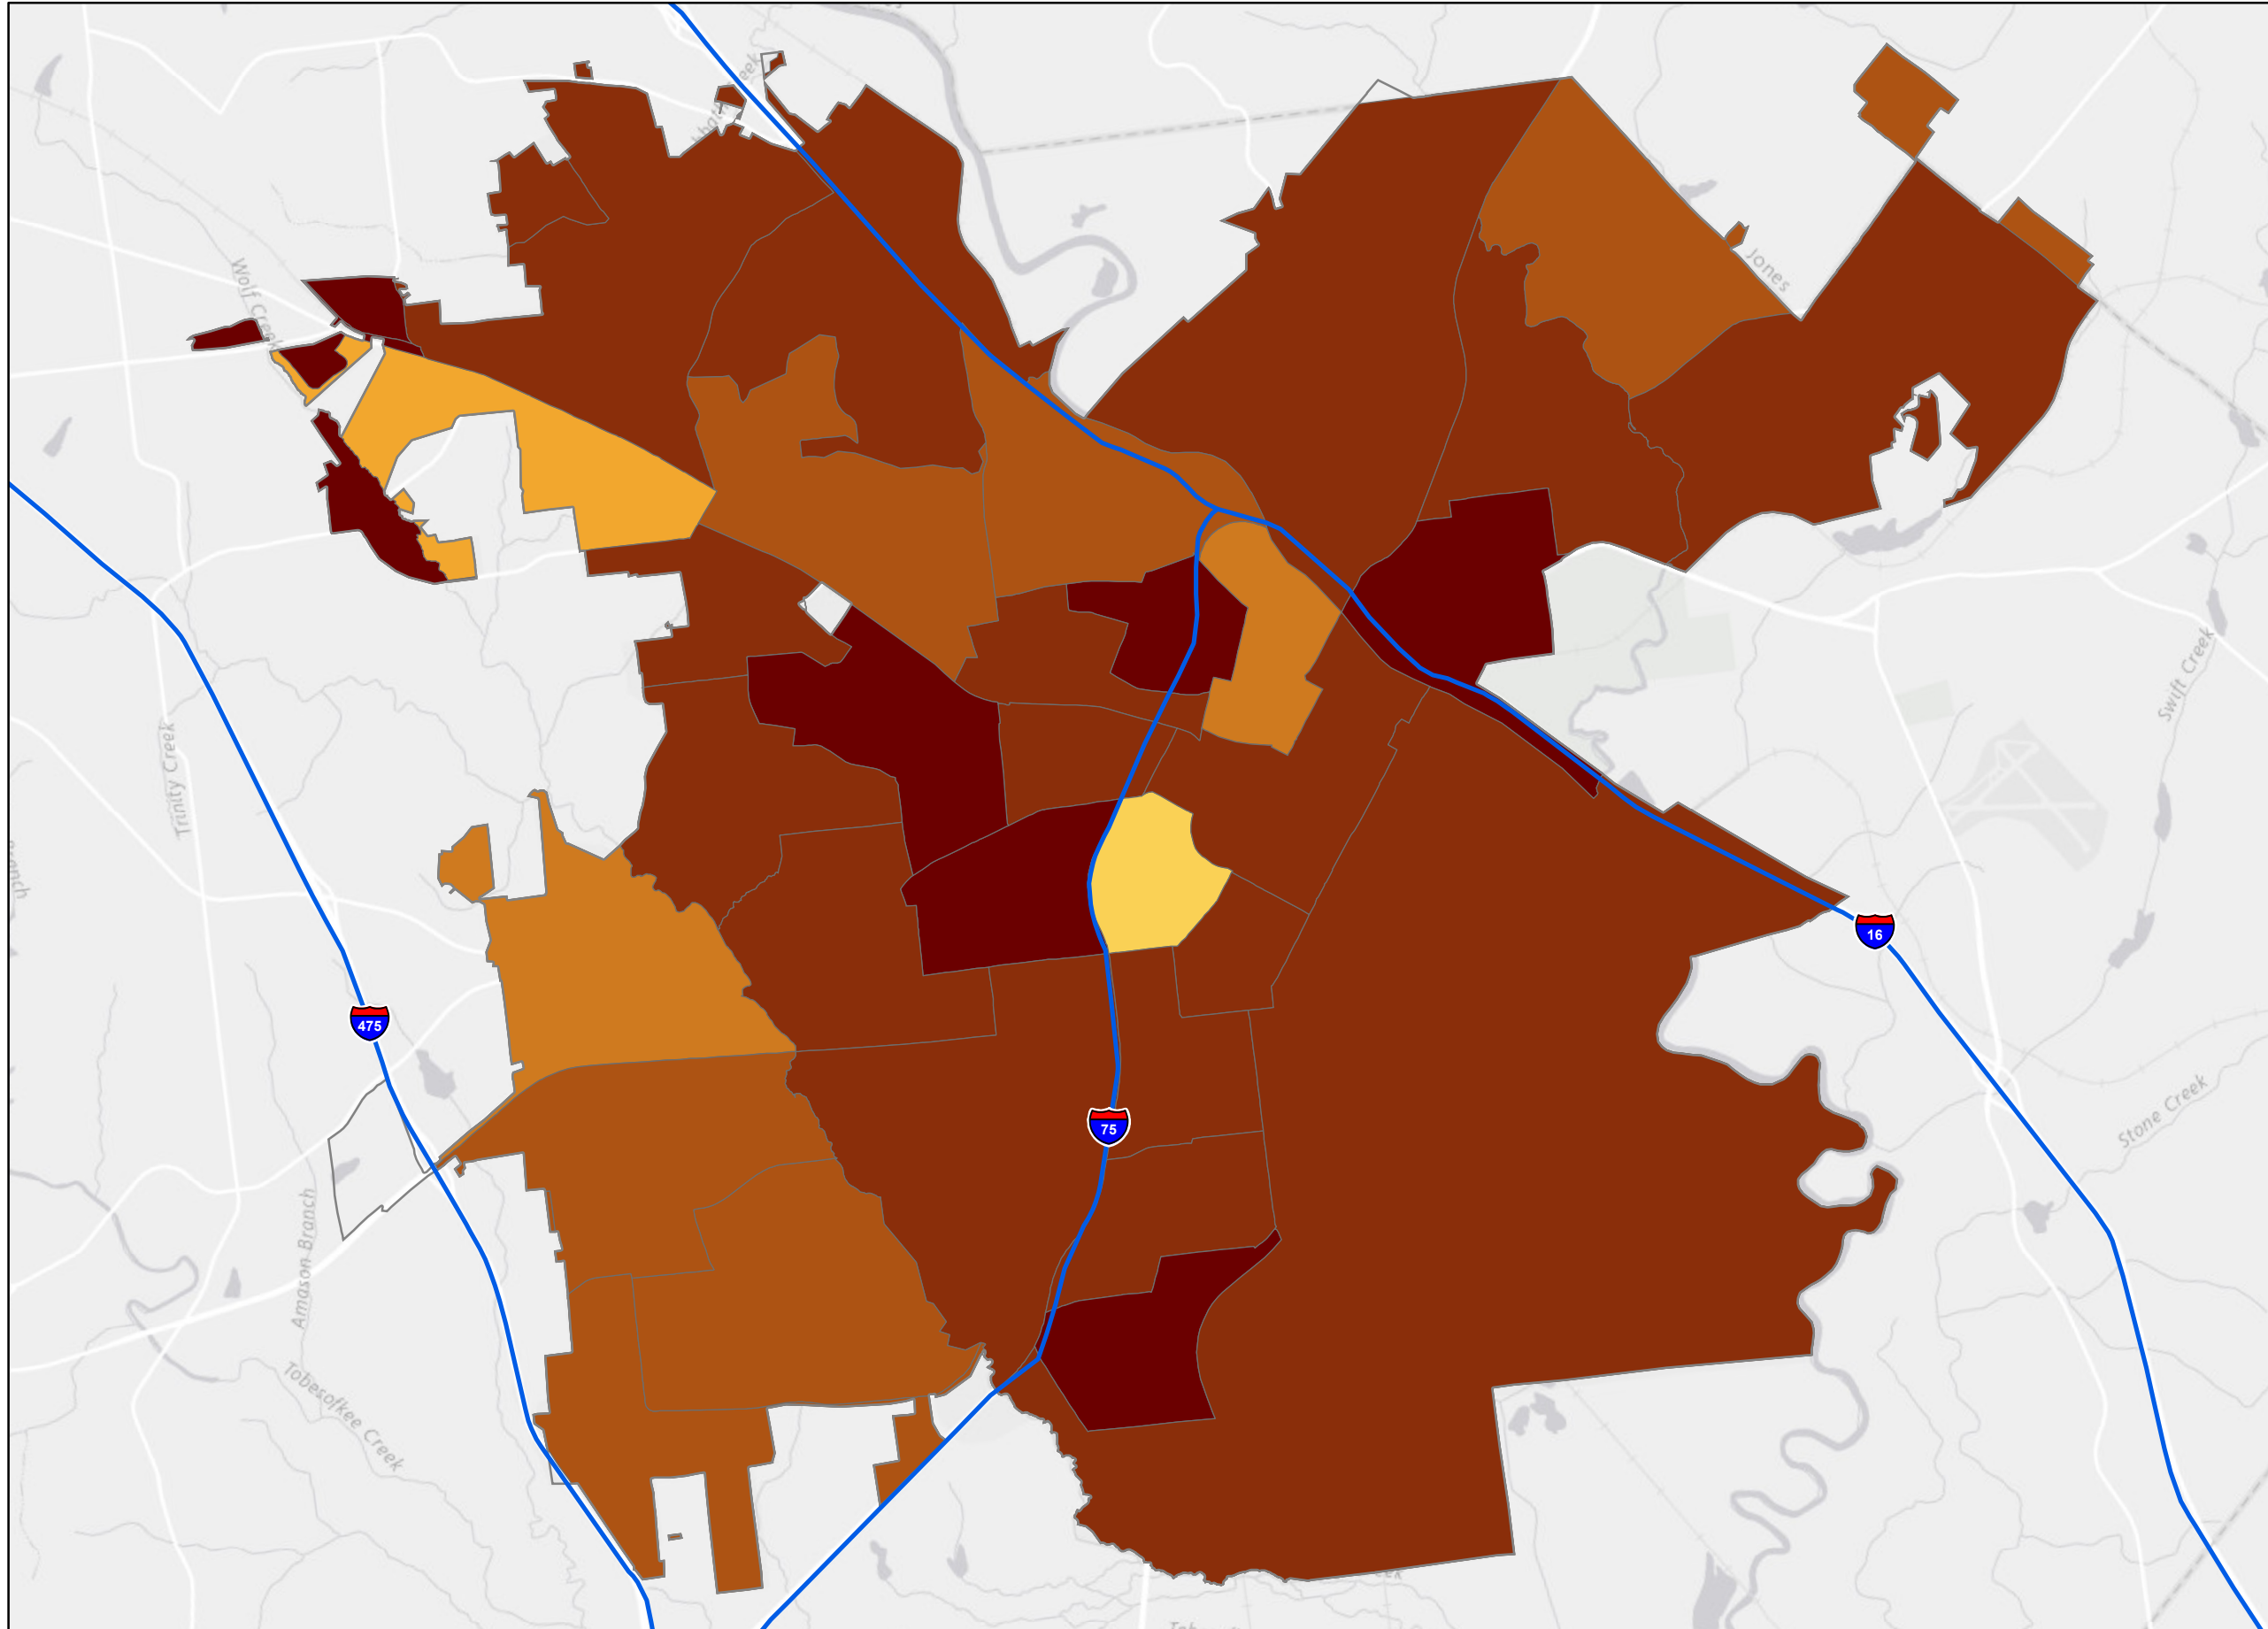 Wolf Creek
Jones
Swift Creek
Trinity Creek
16
475
75
Stone Creek
Amason Branch
Tobesofkee Creek